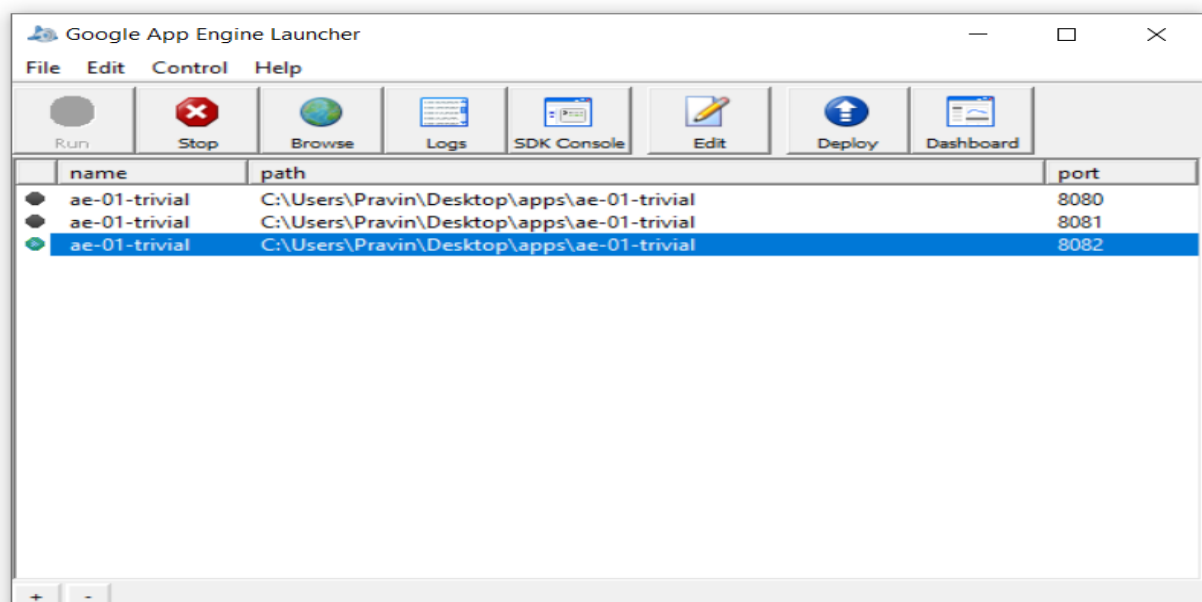 Google App Engine Launcher
File Edit Control Help
Run Stop Browse Logs SDK Console Edit Deploy Dashboard
name path port
ae-01-trivial C:\Users\Pravin\Desktop\apps\ae-01-trivial 8080
ae-01-trivial C:\Users\Pravin\Desktop\apps\ae-01-trivial 8081
ae-01-trivial C:\Users\Pravin\Desktop\apps\ae-01-trivial 8082
+ -